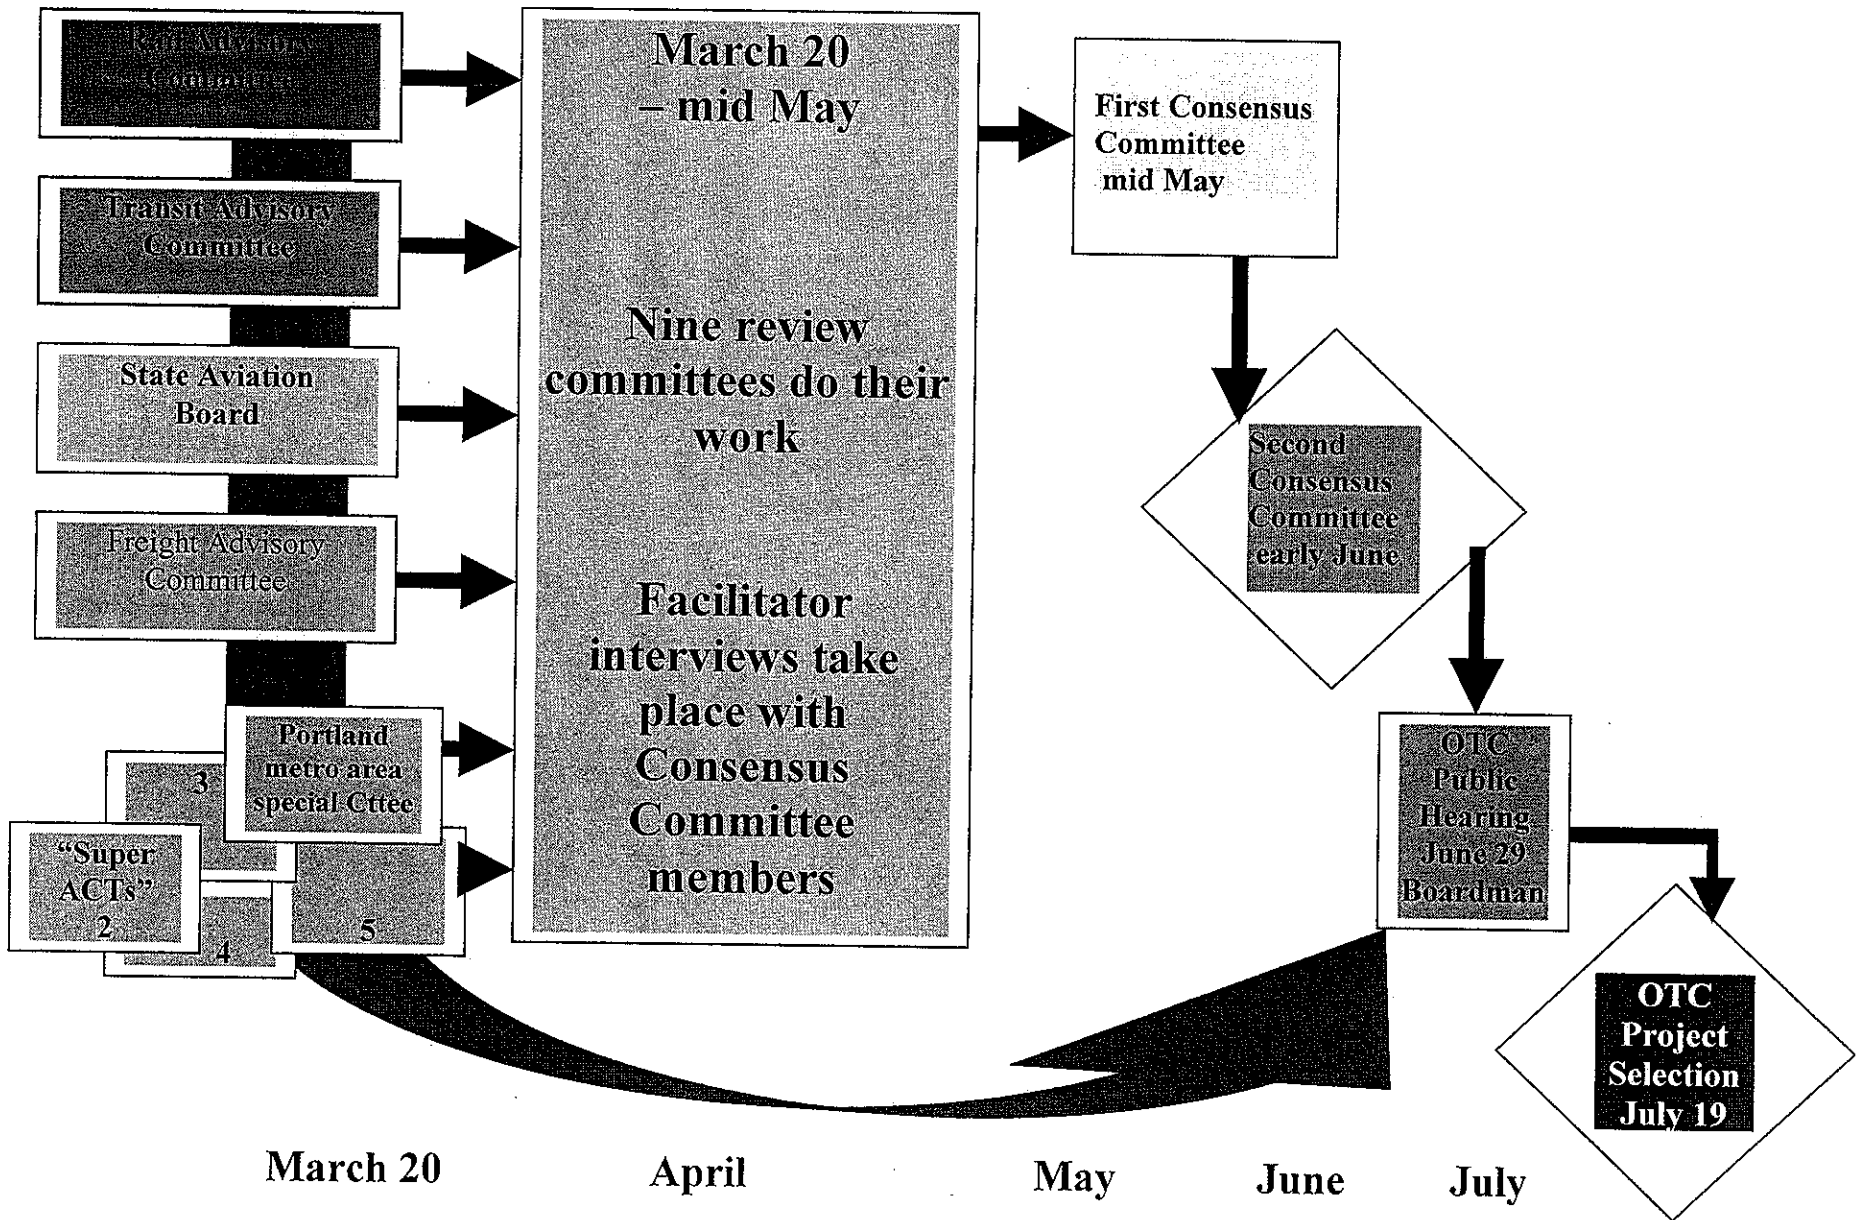 Rail Advisory
Committee
Transit Advisory
Committee
State Aviation
Board
Freight Advisory
Committee
Portland
metro area
special Cttee
3
“Super
ACTs”
2
4
5
March 20
– mid May
Nine review
committees do their
work
Facilitator
interviews take
place with
Consensus
Committee
members
First Consensus
Committee
mid May
Second
Consensus
Committee
early June
OTC
Public
Hearing
June 29
Boardman
OTC
Project
Selection
July 19
March 20
April
May
June
July